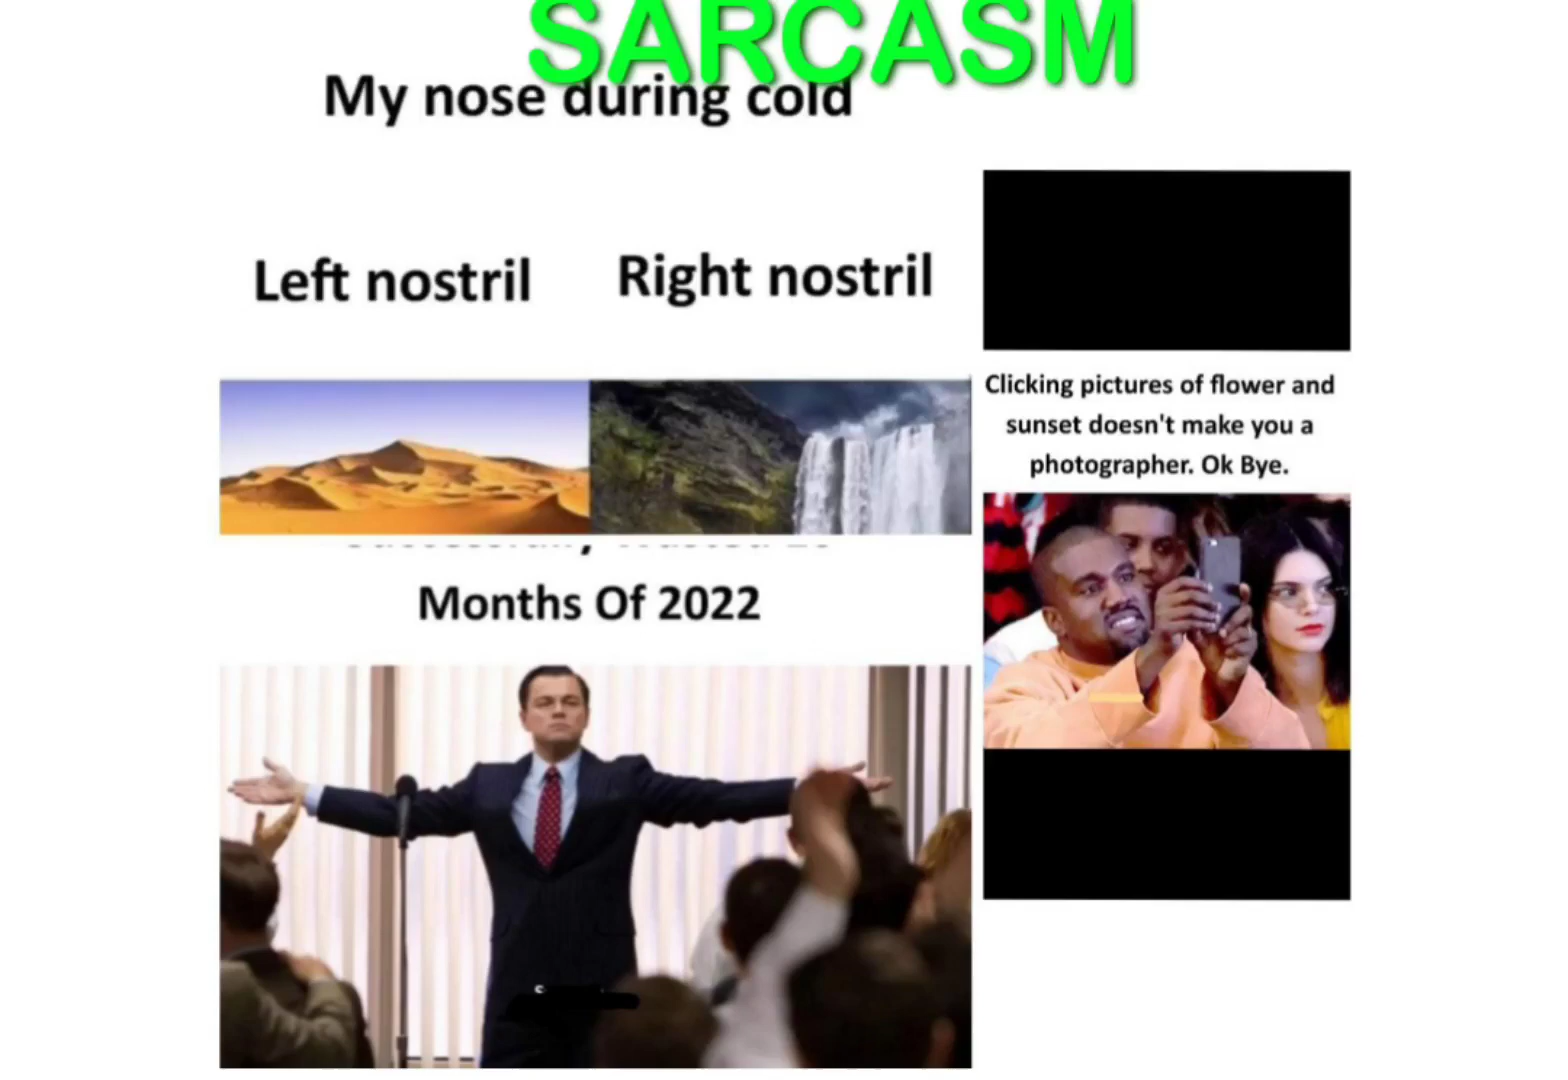 SARCASM
My nose during cold
Left nostril
Right nostril
Months Of 2022
Clicking pictures of flower and
sunset doesn't make you a
photographer. Ok Bye.